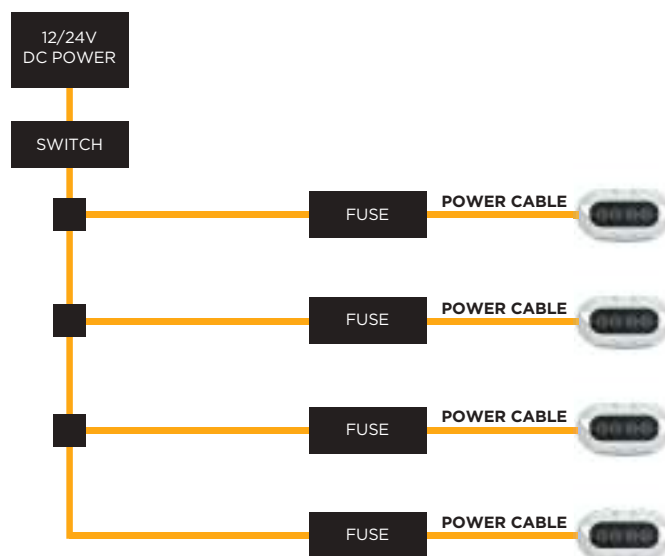 12/24V
DC POWER
SWITCH
FUSE
POWER CABLE
FUSE
POWER CABLE
FUSE
POWER CABLE
FUSE
POWER CABLE